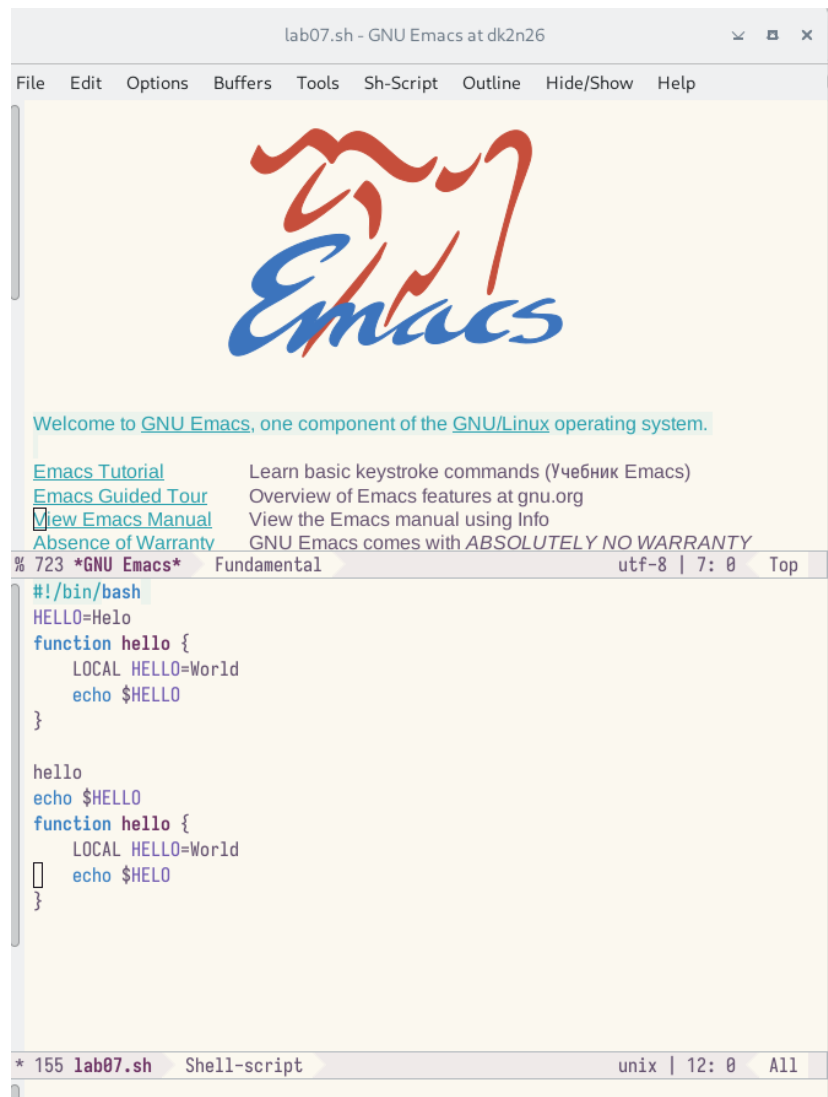 lab07.sh - GNU Emacs at dk2n26
File Edit Options Buffers Tools Sh-Script Outline Hide/Show Help
Emacs
Welcome to GNU Emacs, one component of the GNU/Linux operating system.
Emacs Tutorial Learn basic keystroke commands (Учебник Emacs)
Emacs Guided Tour Overview of Emacs features at gnu.org
View Emacs Manual View the Emacs manual using Info
Absence of Warranty GNU Emacs comes with ABSOLUTELY NO WARRANTY
% 723 *GNU Emacs* Fundamental utf-8 | 7: 0 Top
#!/bin/bash
HELLO=Helo
function hello {
    LOCAL HELLO=World
    echo $HELLO
}
hello
echo $HELLO
function hello {
    LOCAL HELLO=World
    echo $HELO
}
* 155 lab07.sh Shell-script unix | 12: 0 All